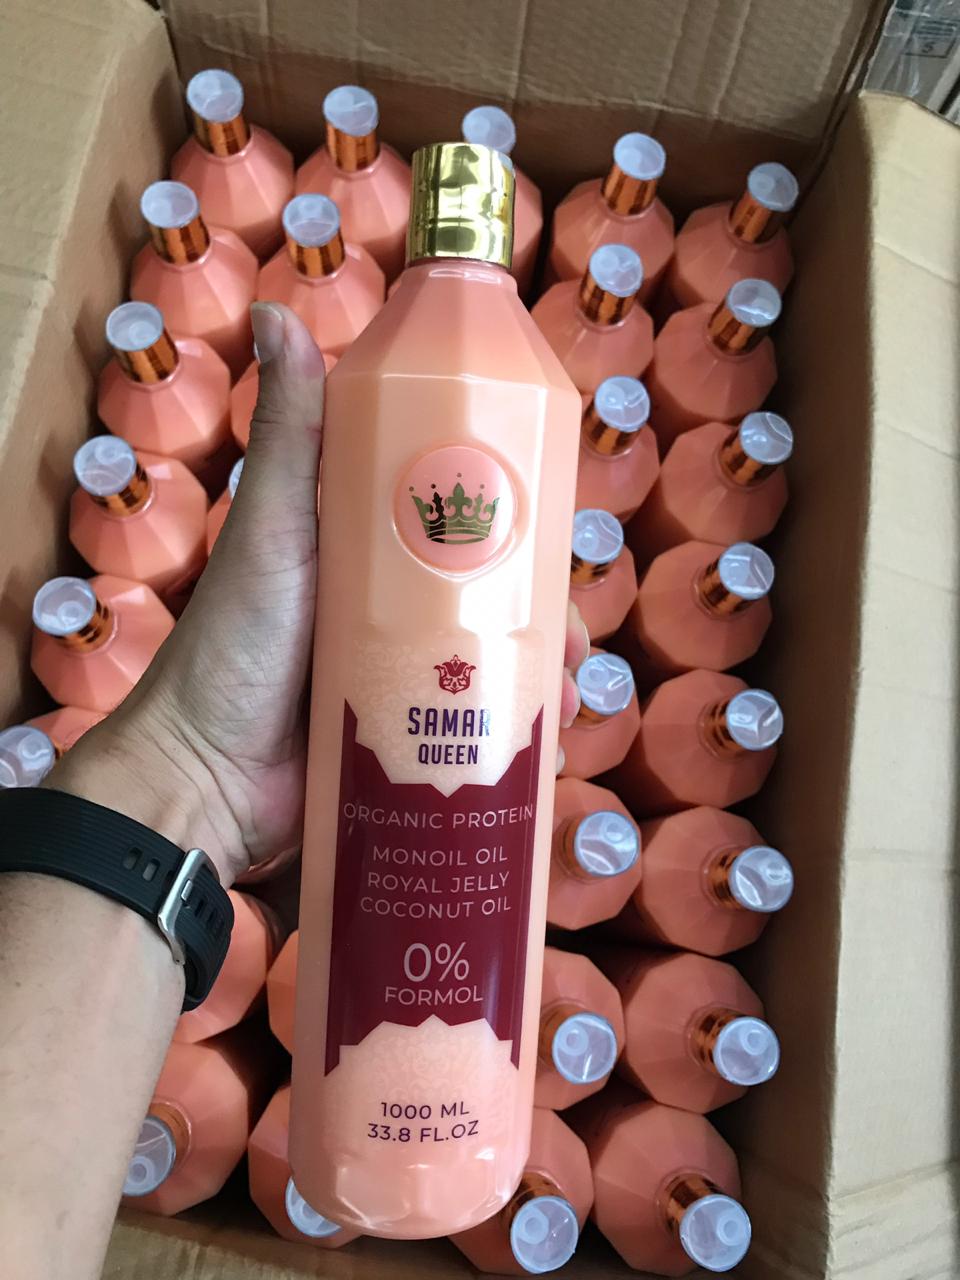 SAMAR
QUEEN
ORGANIC PROTEIN
MONOIL OIL
ROYAL JELLY
COCONUT OIL
0%
FORMOL
1000 ML
33.8 FL.OZ